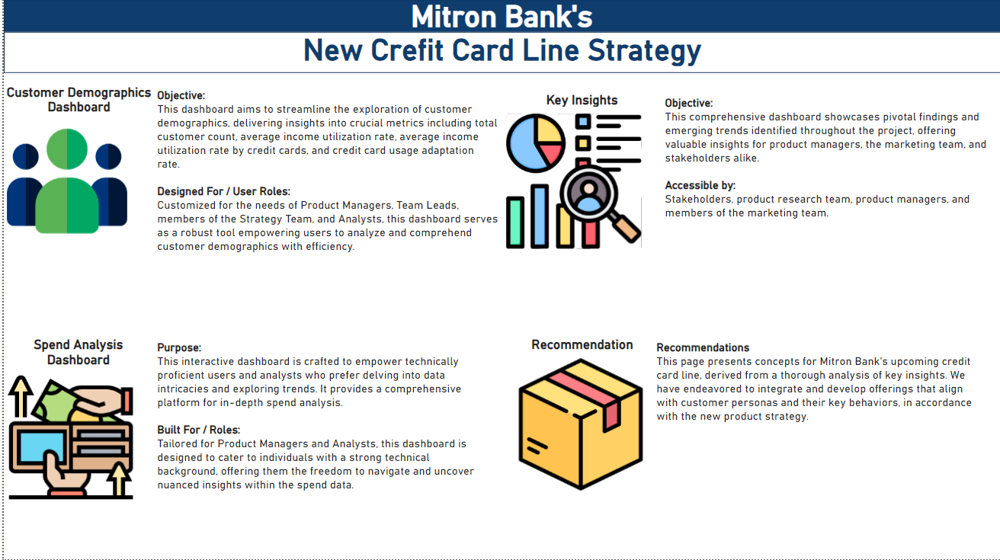 Mitron Bank's
New Crefit Card Line Strategy
Customer Demographics
Dashboard
Objective:
This dashboard aims to streamline the exploration of customer
demographics, delivering insights into crucial metrics including total
customer count, average income utilization rate, average income
utilization rate by credit cards, and credit card usage adaptation
rate.
Designed For / User Roles:
Customized for the needs of Product Managers, Team Leads,
members of the Strategy Team, and Analysts, this dashboard serves
as a robust tool empowering users to analyze and comprehend
customer demographics with efficiency.
Key Insights
Objective:
This comprehensive dashboard showcases pivotal findings and
emerging trends identified throughout the project, offering
valuable insights for product managers, the marketing team, and
stakeholders alike.
Accessible by:
Stakeholders, product research team, product managers, and
members of the marketing team.
Spend Analysis
Dashboard
Purpose:
This interactive dashboard is crafted to empower technically
proficient users and analysts who prefer delving into data
intricacies and exploring trends. It provides a comprehensive
platform for in-depth spend analysis.
Built For / Roles:
Tailored for Product Managers and Analysts, this dashboard is
designed to cater to individuals with a strong technical
background, offering them the freedom to navigate and uncover
nuanced insights within the spend data.
Recommendation
Recommendations
This page presents concepts for Mitron Bank's upcoming credit
card line, derived from a thorough analysis of key insights. We
have endeavored to integrate and develop offerings that align
with customer personas and their key behaviors, in accordance
with the new product strategy.